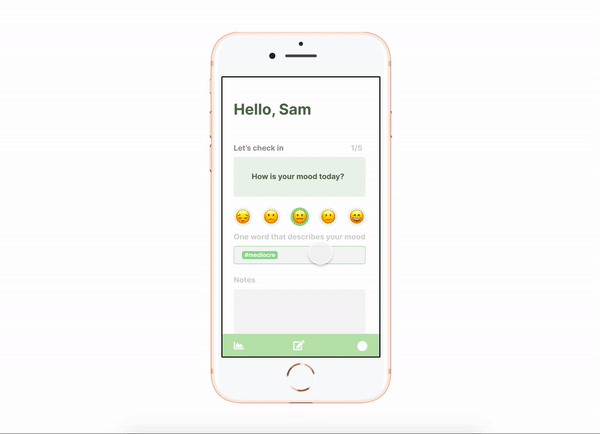 Hello, Sam
Let's check in 1/5
How is your mood today?
One word that describes your mood
#mediocre
Notes